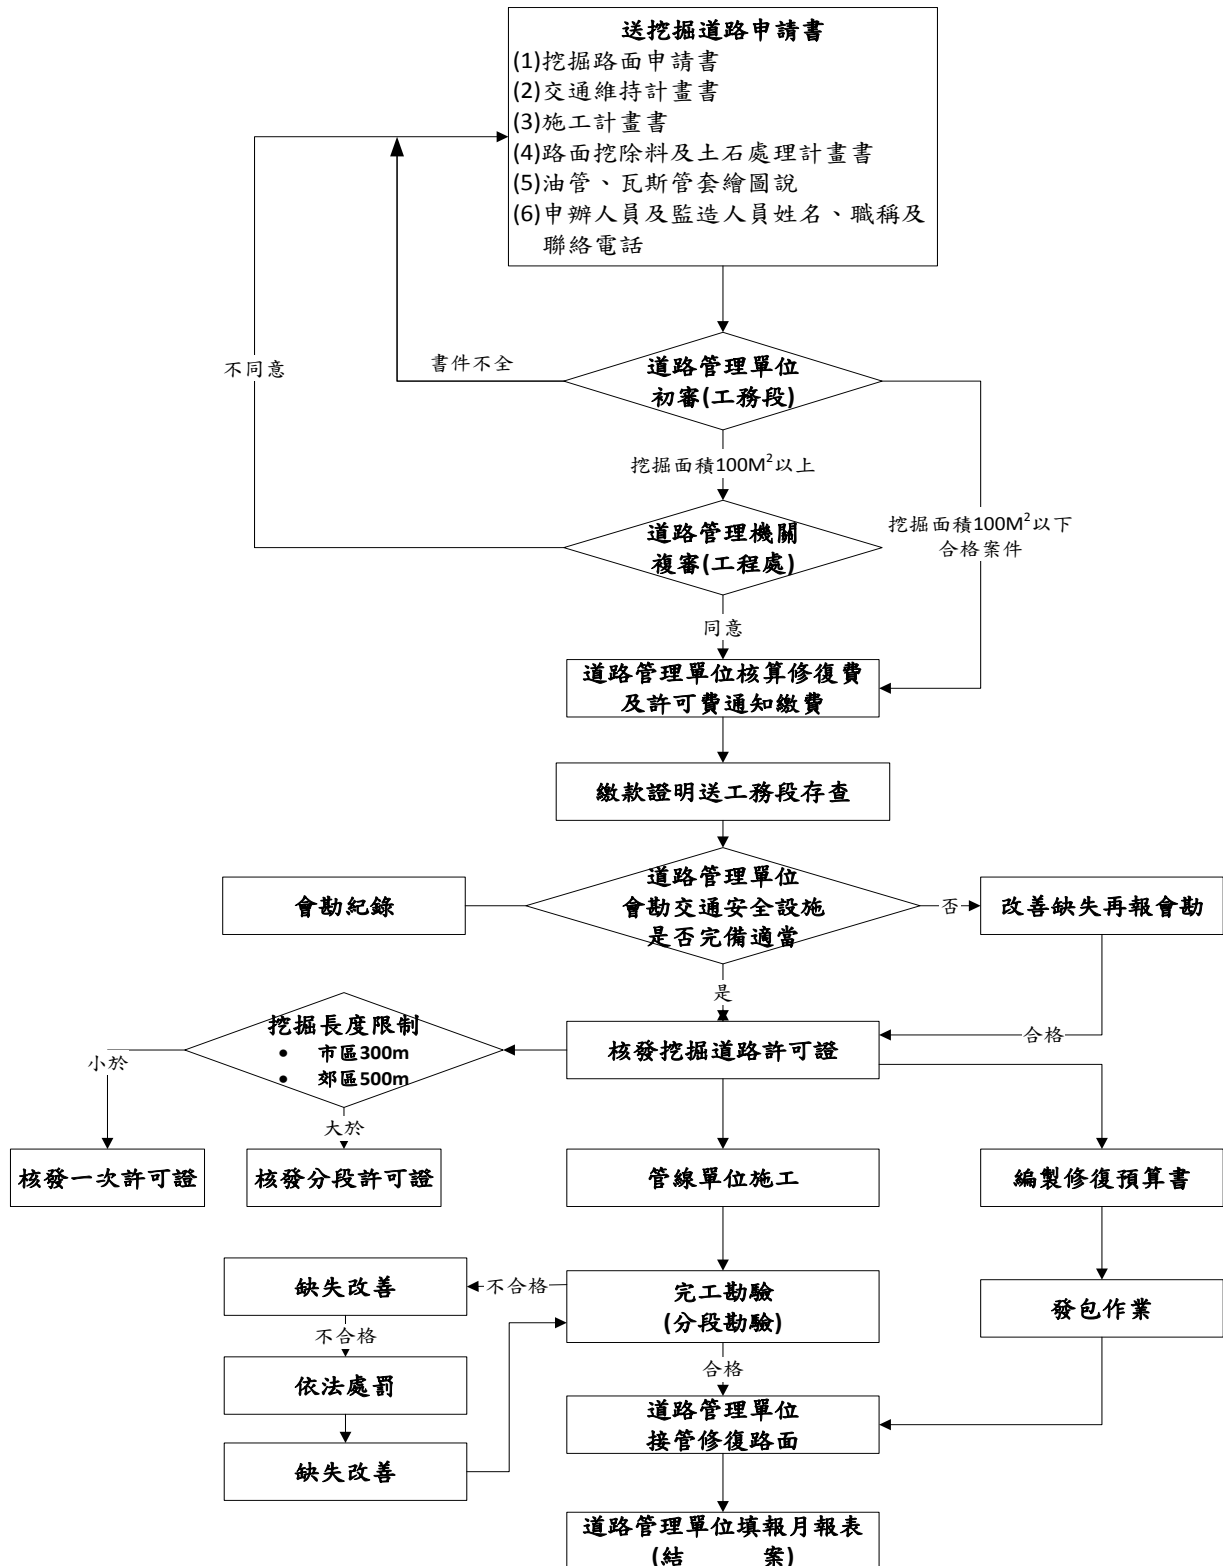 送挖掘道路申請書
(1)挖掘路面申請書
(2)交通維持計畫書
(3)施工計畫書
(4)路面挖除料及土石處理計畫書
(5)油管、瓦斯管套繪圖說
(6)申辦人員及監造人員姓名、職稱及
聯絡電話
不同意
書件不全
道路管理單位
初審(工務段)
挖掘面積100M²以上
道路管理機關
複審(工程處)
挖掘面積100M²以下
合格案件
同意
道路管理單位核算修復費
及許可費通知繳費
繳款證明送工務段存查
會勘紀錄
道路管理單位
會勘交通安全設施
是否完備適當
否
改善缺失再報會勘
是
合格
挖掘長度限制
• 市區300m
• 郊區500m
核發挖掘道路許可證
小於
大於
核發一次許可證
核發分段許可證
管線單位施工
編製修復預算書
缺失改善
不合格
完工勘驗
(分段勘驗)
發包作業
不合格
依法處罰
合格
道路管理單位
接管修復路面
缺失改善
道路管理單位填報月報表
(結 案)